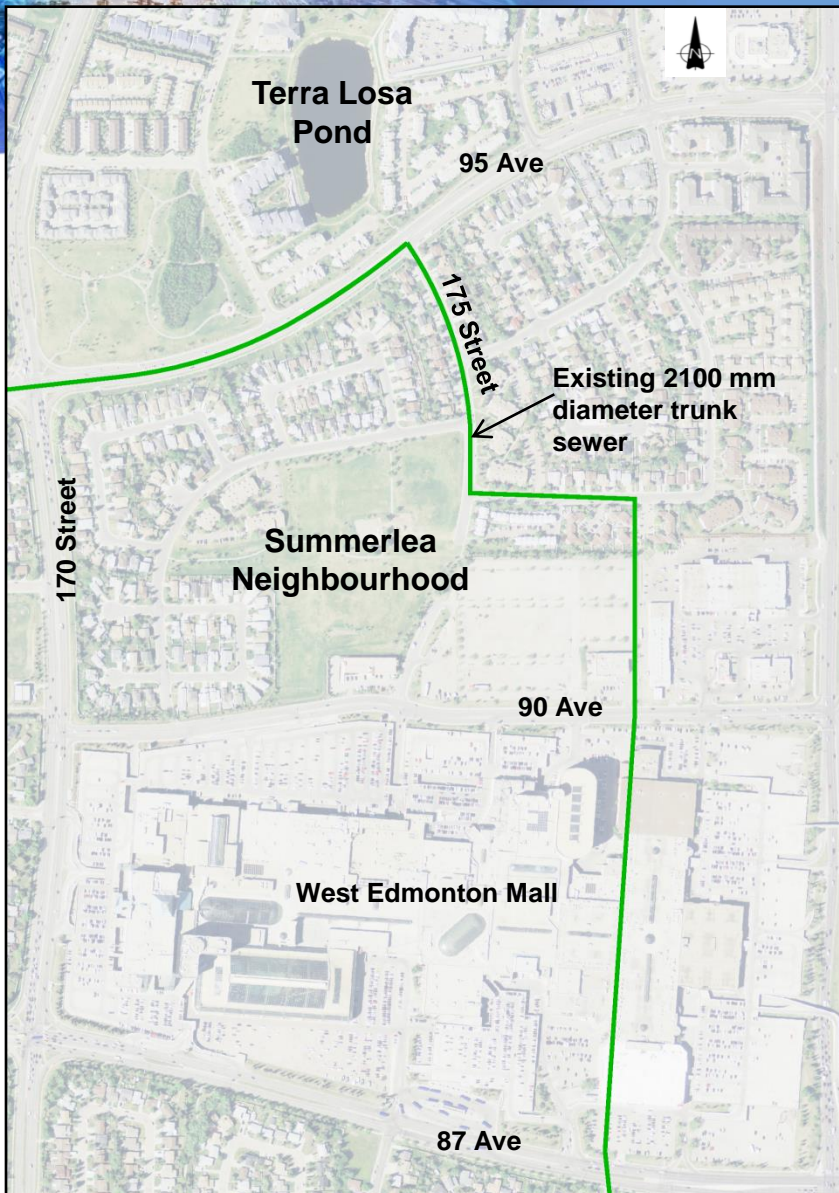 N
Terra Losa
Pond
95 Ave
175 Street
Existing 2100 mm
diameter trunk
sewer
170 Street
Summerlea
Neighbourhood
90 Ave
West Edmonton Mall
87 Ave